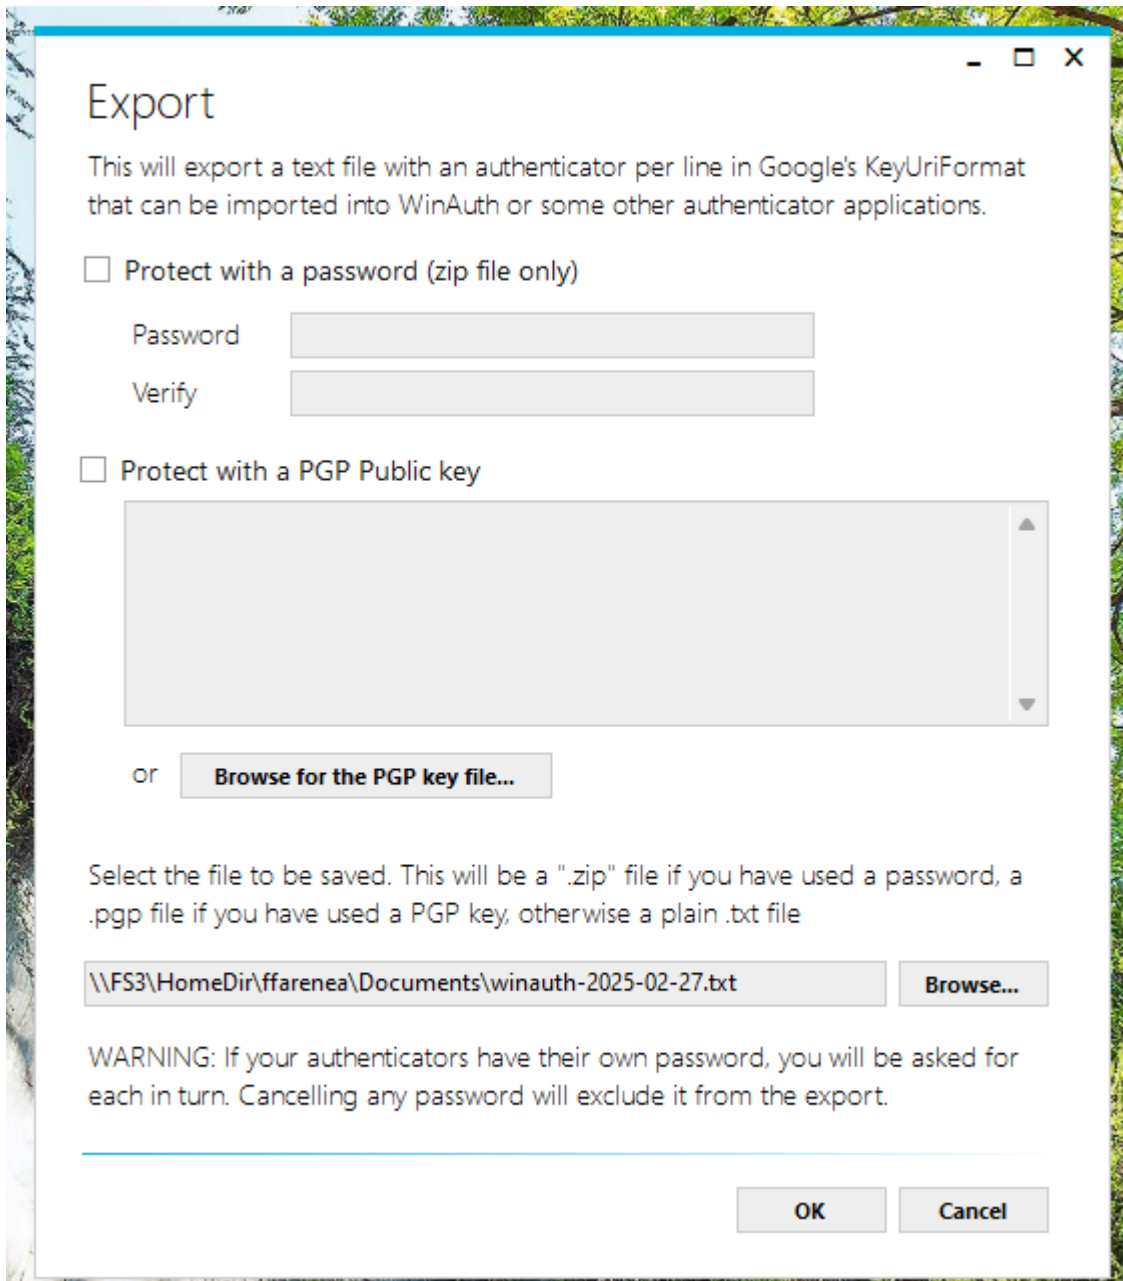 Export
This will export a text file with an authenticator per line in Google's KeyUriFormat
that can be imported into WinAuth or some other authenticator applications.
Protect with a password (zip file only)
Password
Verify
Protect with a PGP Public key
or Browse for the PGP key file...
Select the file to be saved. This will be a ".zip" file if you have used a password, a
.pgp file if you have used a PGP key, otherwise a plain .txt file
\\FS3\HomeDir\ffarenea\Documents\winauth-2025-02-27.txt Browse...
WARNING: If your authenticators have their own password, you will be asked for
each in turn. Cancelling any password will exclude it from the export.
OK Cancel